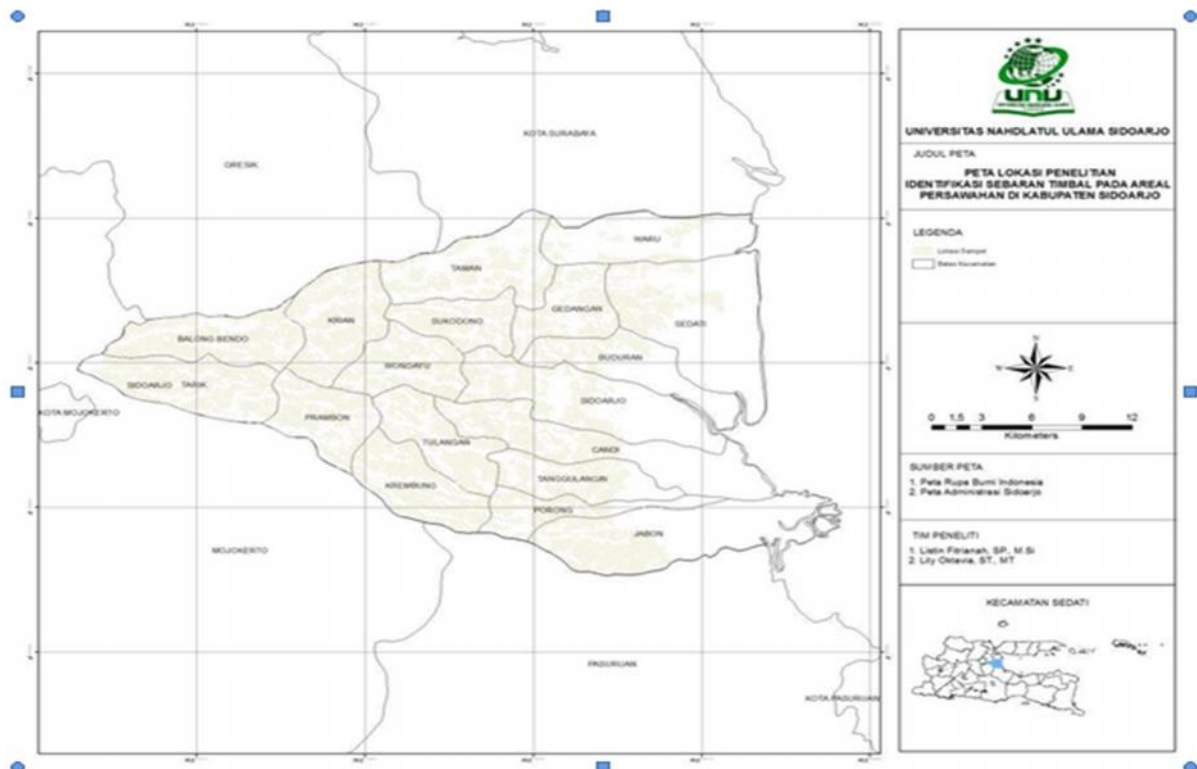 GRESIK
KOTA SURABAYA
WARU
TAMAN
GEDANGAN
KRIAN
SUKODONO
SEDATI
BALONG BENDO
BUDURAN
WONOAYU
SIDOARJO TARIK
SIDOARJO
KOTA MOJOKERTO
PRAMBON
TULANGAN
CANDI
TANGGULANGIN
KREMBUNG
PORONG
JABON
MOJOKERTO
PASURUAN
KOTA PASURUAN
UNU
UNIVERSITAS NAHDLATUL ULAMA SIDOARJO
JUDUL PETA
PETA LOKASI PENELITIAN
IDENTIFIKASI SEBARAN TIMBAL PADA AREAL
PERSAWAHAN DI KABUPATEN SIDOARJO
LEGENDA
Lokasi Sampel
Batas Kecamatan
N
W E
S
0 1,5 3 6 9 12
Kilometers
SUMBER PETA
1. Peta Rupa Bumi Indonesia
2. Peta Administrasi Sidoarjo
TIM PENELITI
1. Listin Fitrianah, SP., M.Si
2. Lily Oktavia, ST., MT
KECAMATAN SEDATI